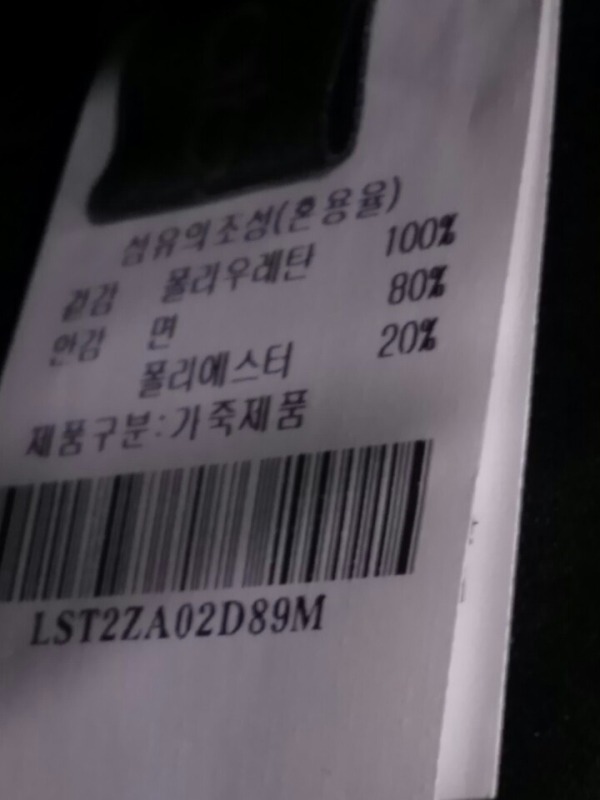 섬유의조성(혼용율)
겉감 폴리우레탄 100%
안감 면 80%
폴리에스터 20%
제품구분:가죽제품
LST2ZA02D89M